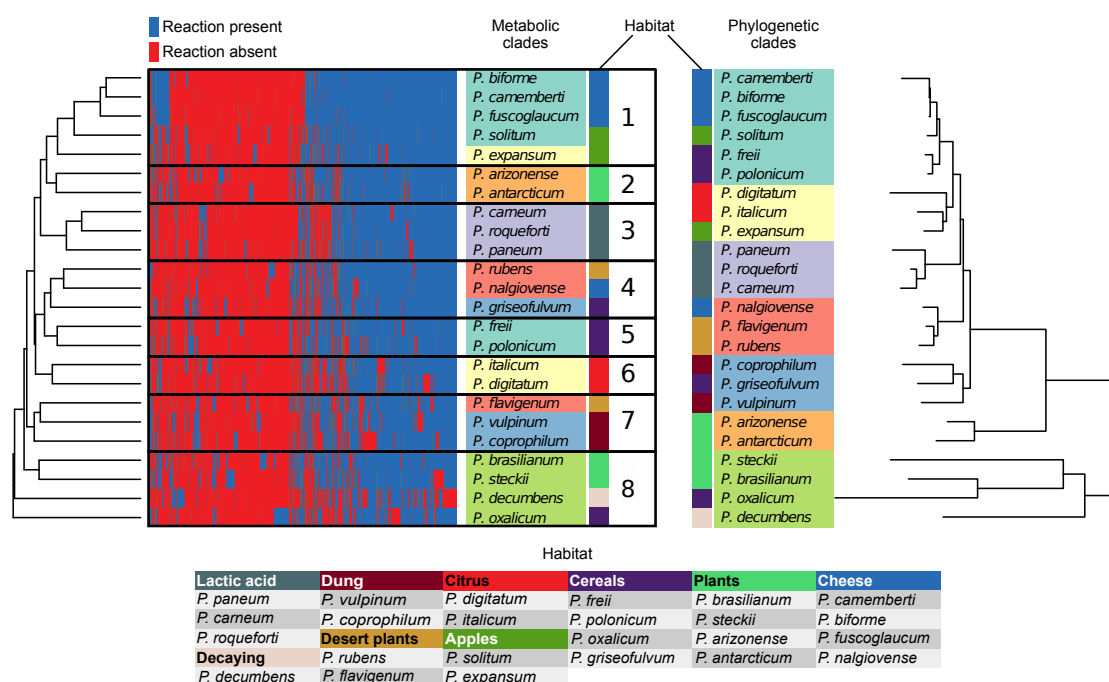 Reaction present
Reaction absent
Metabolic clades
Habitat
Phylogenetic clades
P. biforme
P. camemberti
P. fuscoglaucum
P. solitum
P. expansum
1
P. arizonense
P. antarcticum
2
P. carneum
P. roqueforti
P. paneum
3
P. rubens
P. nalgiovense
P. griseofulvum
4
P. freii
P. polonicum
5
P. italicum
P. digitatum
6
P. flavigenum
P. vulpinum
P. coprophilum
7
P. brasilianum
P. steckii
P. decumbens
P. oxalicum
8
P. camemberti
P. biforme
P. fuscoglaucum
P. solitum
P. freii
P. polonicum
P. digitatum
P. italicum
P. expansum
P. paneum
P. roqueforti
P. carneum
P. nalgiovense
P. flavigenum
P. rubens
P. coprophilum
P. griseofulvum
P. vulpinum
P. arizonense
P. antarcticum
P. steckii
P. brasilianum
P. oxalicum
P. decumbens
Habitat
Lactic acid Dung Citrus Cereals Plants Cheese
P. paneum P. vulpinum P. digitatum P. freii P. brasilianum P. camemberti
P. carneum P. coprophilum P. italicum P. polonicum P. steckii P. biforme
P. roqueforti Desert plants Apples P. oxalicum P. arizonense P. fuscoglaucum
Decaying P. rubens P. solitum P. griseofulvum P. antarcticum P. nalgiovense
P. decumbens P. flavigenum P. expansum